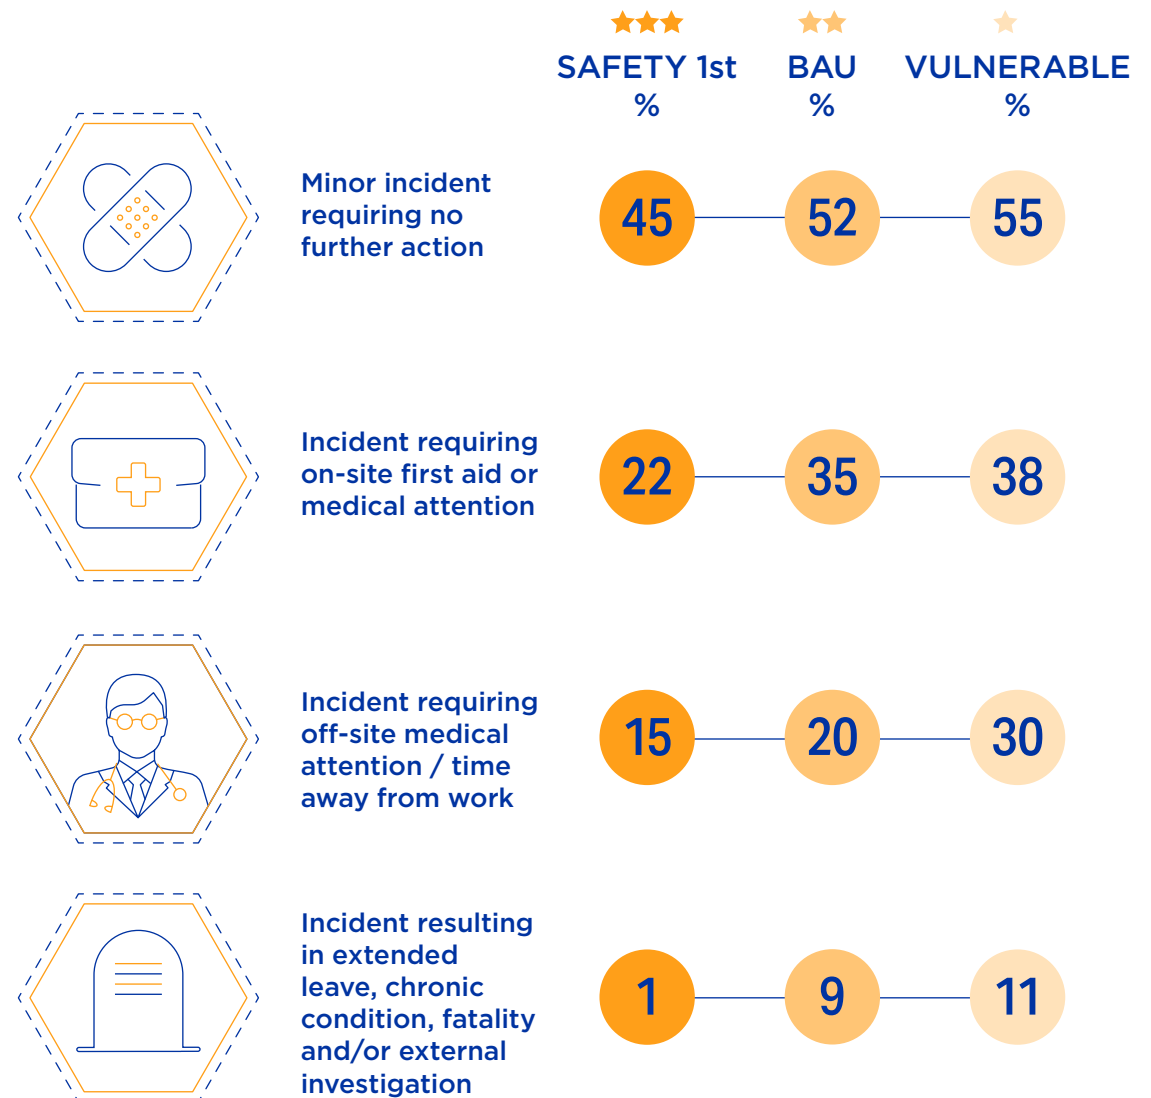 SAFETY 1st BAU VULNERABLE
% % %
Minor incident
requiring no
further action
45 52 55
Incident requiring
on-site first aid or
medical attention
22 35 38
Incident requiring
off-site medical
attention / time
away from work
15 20 30
Incident resulting
in extended
leave, chronic
condition, fatality
and/or external
investigation
1 9 11